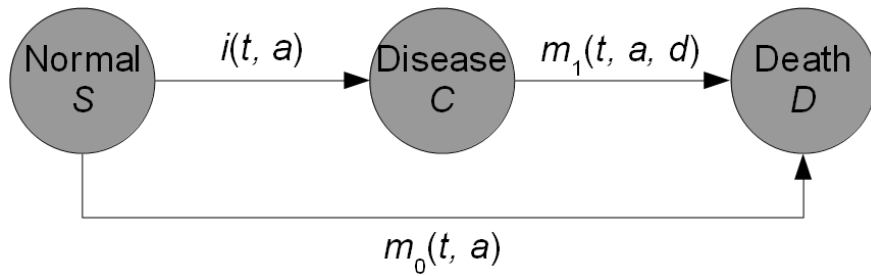 Normal
S
i(t, a)
Disease
C
m₁(t, a, d)
Death
D
m₀(t, a)